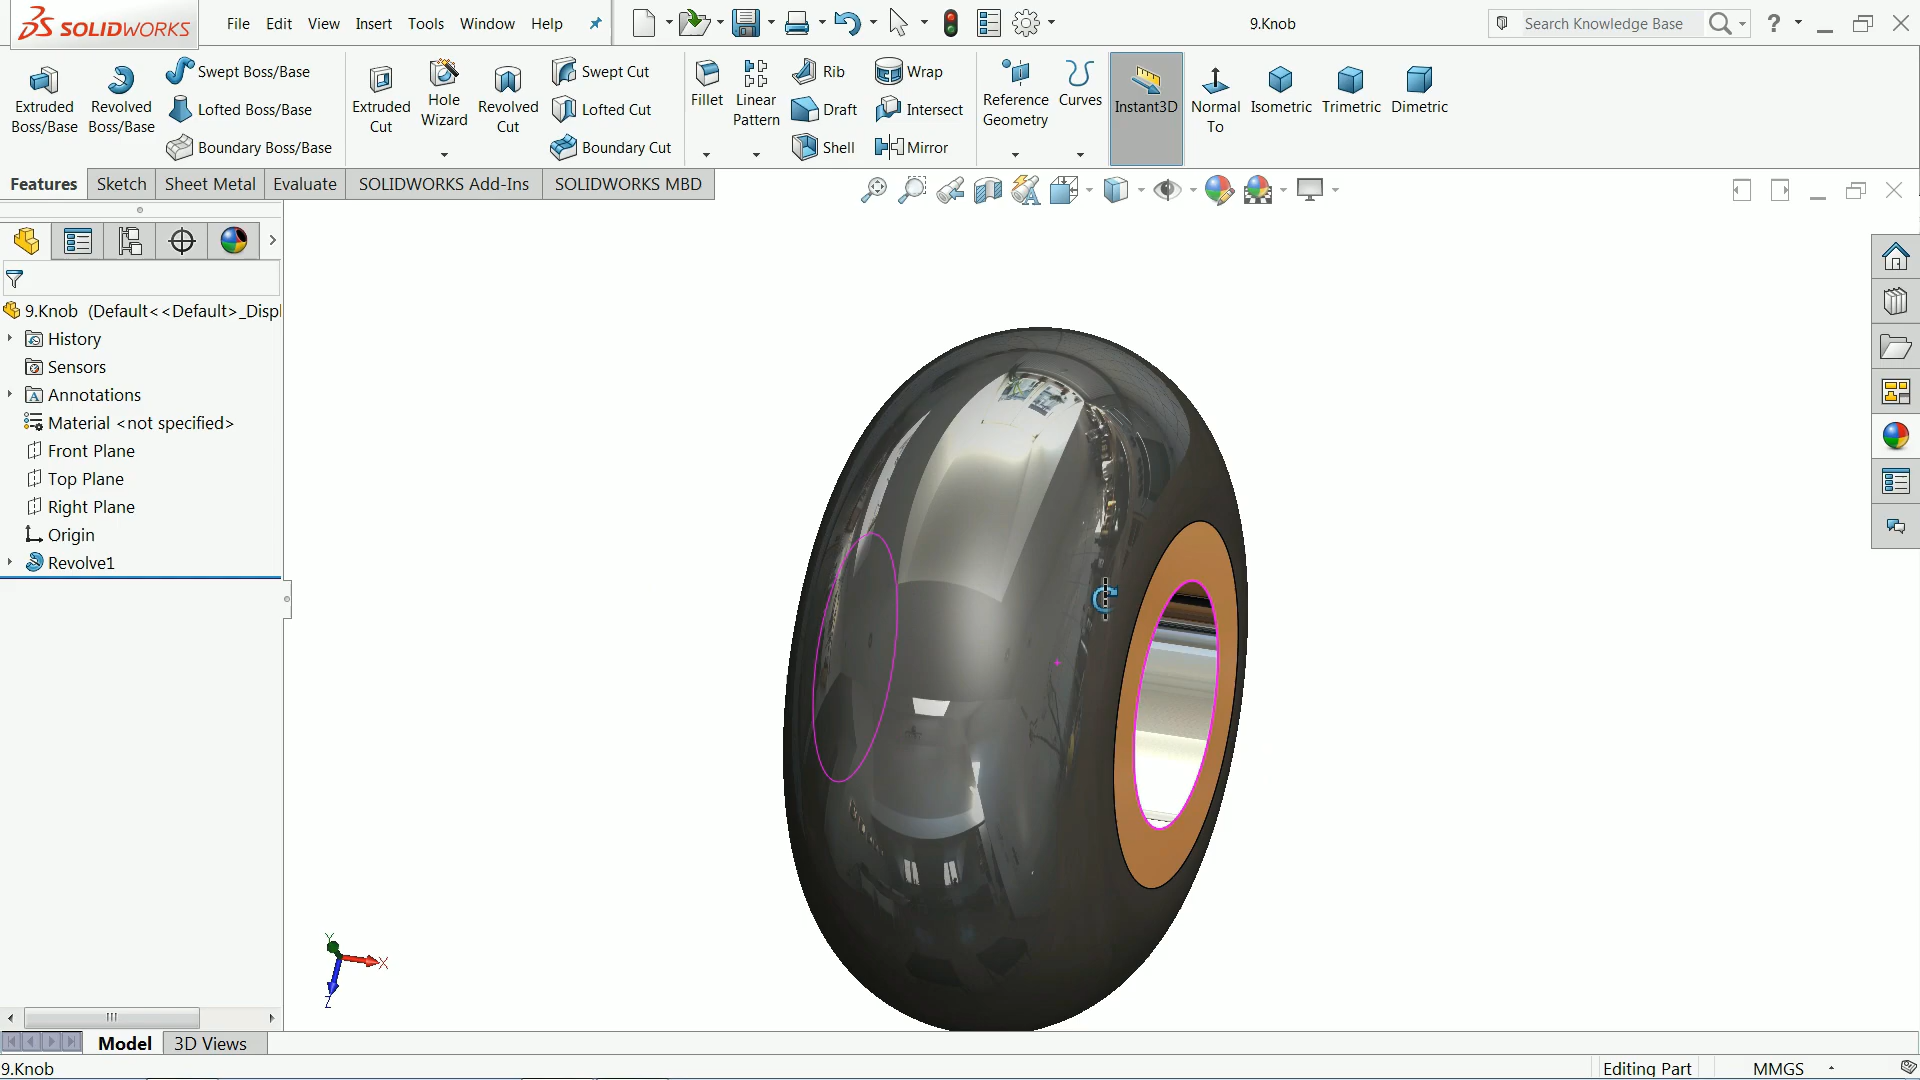 SOLIDWORKS File Edit View Insert Tools Window Help 9.Knob Search Knowledge Base ?
Extruded Boss/Base
Revolved Boss/Base
Swept Boss/Base
Lofted Boss/Base
Boundary Boss/Base
Extruded Cut
Hole Wizard
Revolved Cut
Swept Cut
Lofted Cut
Boundary Cut
Fillet
Linear Pattern
Rib
Draft
Shell
Wrap
Intersect
Mirror
Reference Geometry
Curves
Instant3D
Normal To
Isometric
Trimetric
Dimetric
Features Sketch Sheet Metal Evaluate SOLIDWORKS Add-Ins SOLIDWORKS MBD
9.Knob (Default<<Default>_Displ
History
Sensors
Annotations
Material <not specified>
Front Plane
Top Plane
Right Plane
Origin
Revolve1
Y
X
Z
Model 3D Views
9.Knob Editing Part MMGS